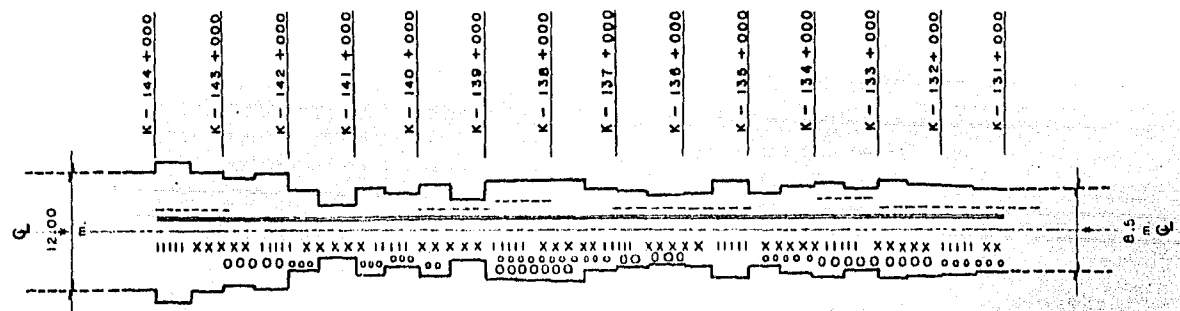 K - 144 + 000
K - 143 + 000
K - 142 + 000
K - 141 + 000
K - 140 + 000
K - 139 + 000
K - 138 + 000
K - 137 + 000
K - 136 + 000
K - 135 + 000
K - 134 + 000
K - 133 + 000
K - 132 + 000
K - 131 + 000
℄
12.00
m.
8.5
m
℄